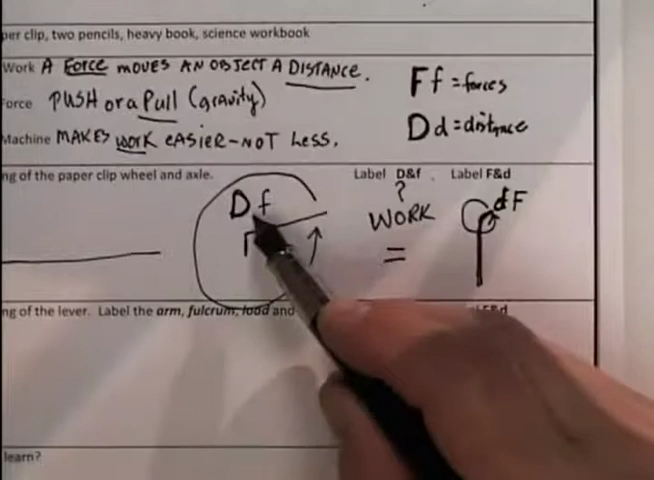 per clip, two pencils, heavy book, science workbook
Work A FORCE MOVES AN OBJECT A DISTANCE.
Force PUSH or a Pull (gravity)
Machine MAKES work EASIER-NOT LESS.
Ff = forces
Dd = distance
ng of the paper clip wheel and axle.
Label D&f
Label F&d
Df
?
WORK
=
dF
ng of the lever. Label the arm, fulcrum, load and
F&d
learn?